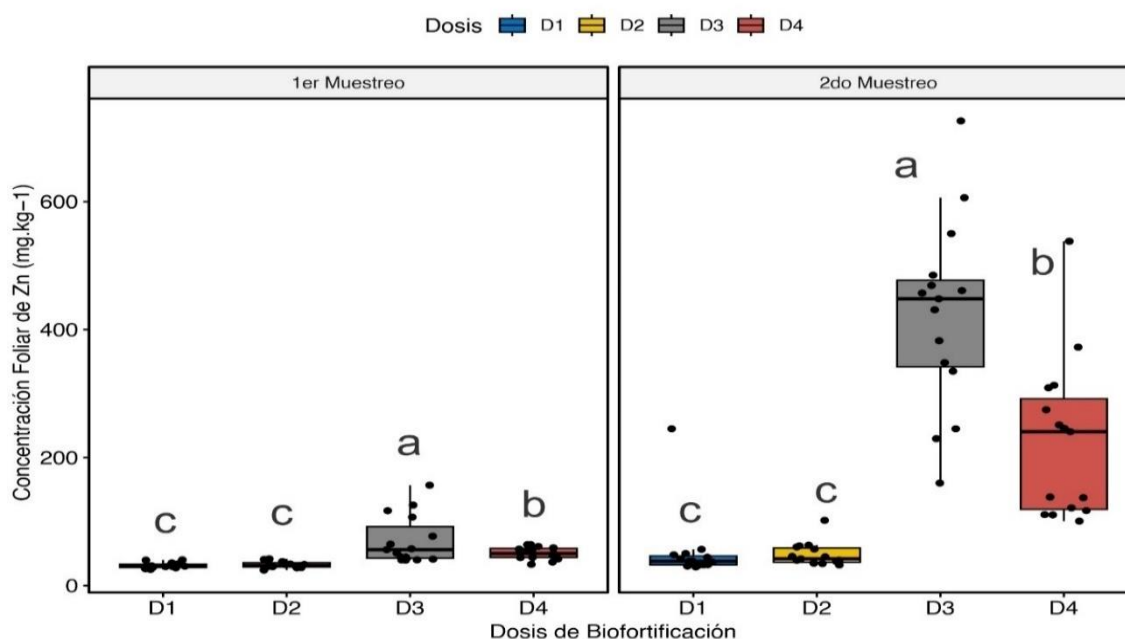 Dosis D1 D2 D3 D4
1er Muestreo
2do Muestreo
Concentración Foliar de Zn (mg.kg-1)
600
400
200
0
c
c
a
b
c
c
a
b
D1 D2 D3 D4
D1 D2 D3 D4
Dosis de Biofortificación